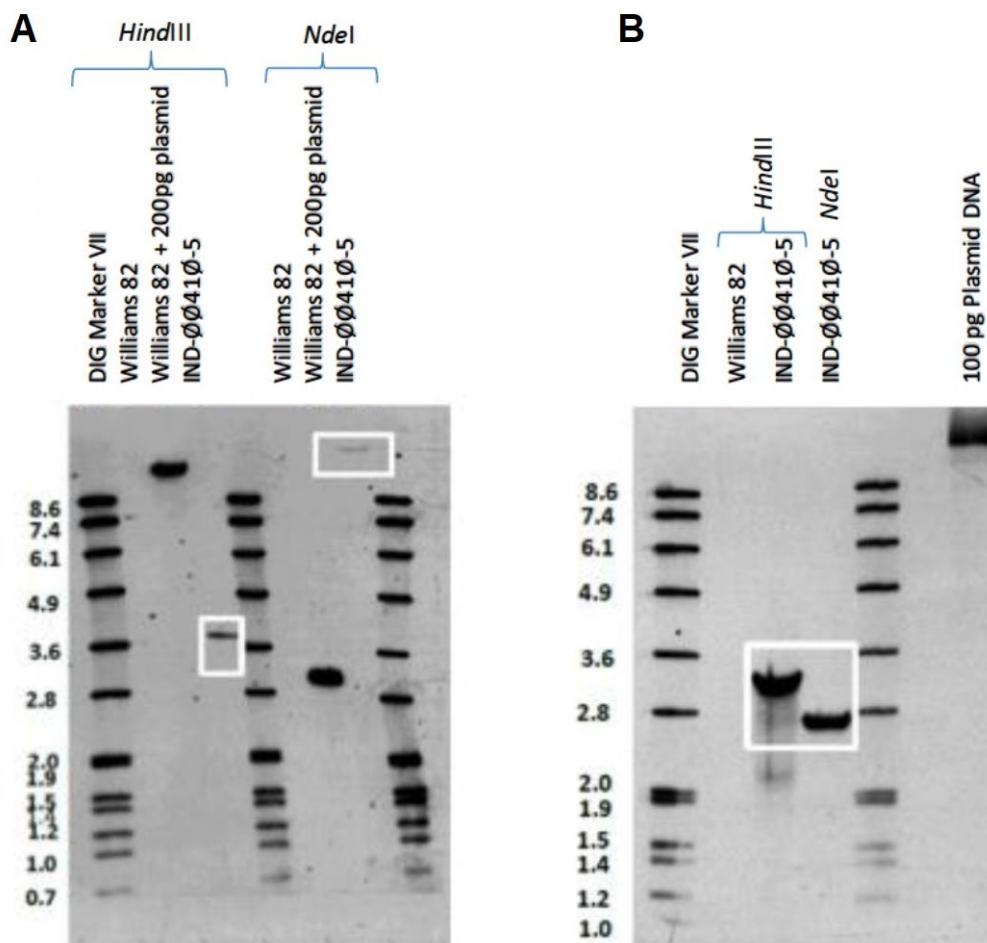 A
HindIII
NdeI
DIG Marker VII
Williams 82
Williams 82 + 200pg plasmid
IND-ØØ41Ø-5
Williams 82
Williams 82 + 200pg plasmid
IND-ØØ41Ø-5
8.6
7.4
6.1
4.9
3.6
2.8
2.0
1.9
1.5
1.2
1.0
0.7
B
HindIII
NdeI
DIG Marker VII
Williams 82
IND-ØØ41Ø-5
IND-ØØ41Ø-5
100 pg Plasmid DNA
8.6
7.4
6.1
4.9
3.6
2.8
2.0
1.9
1.5
1.4
1.2
1.0